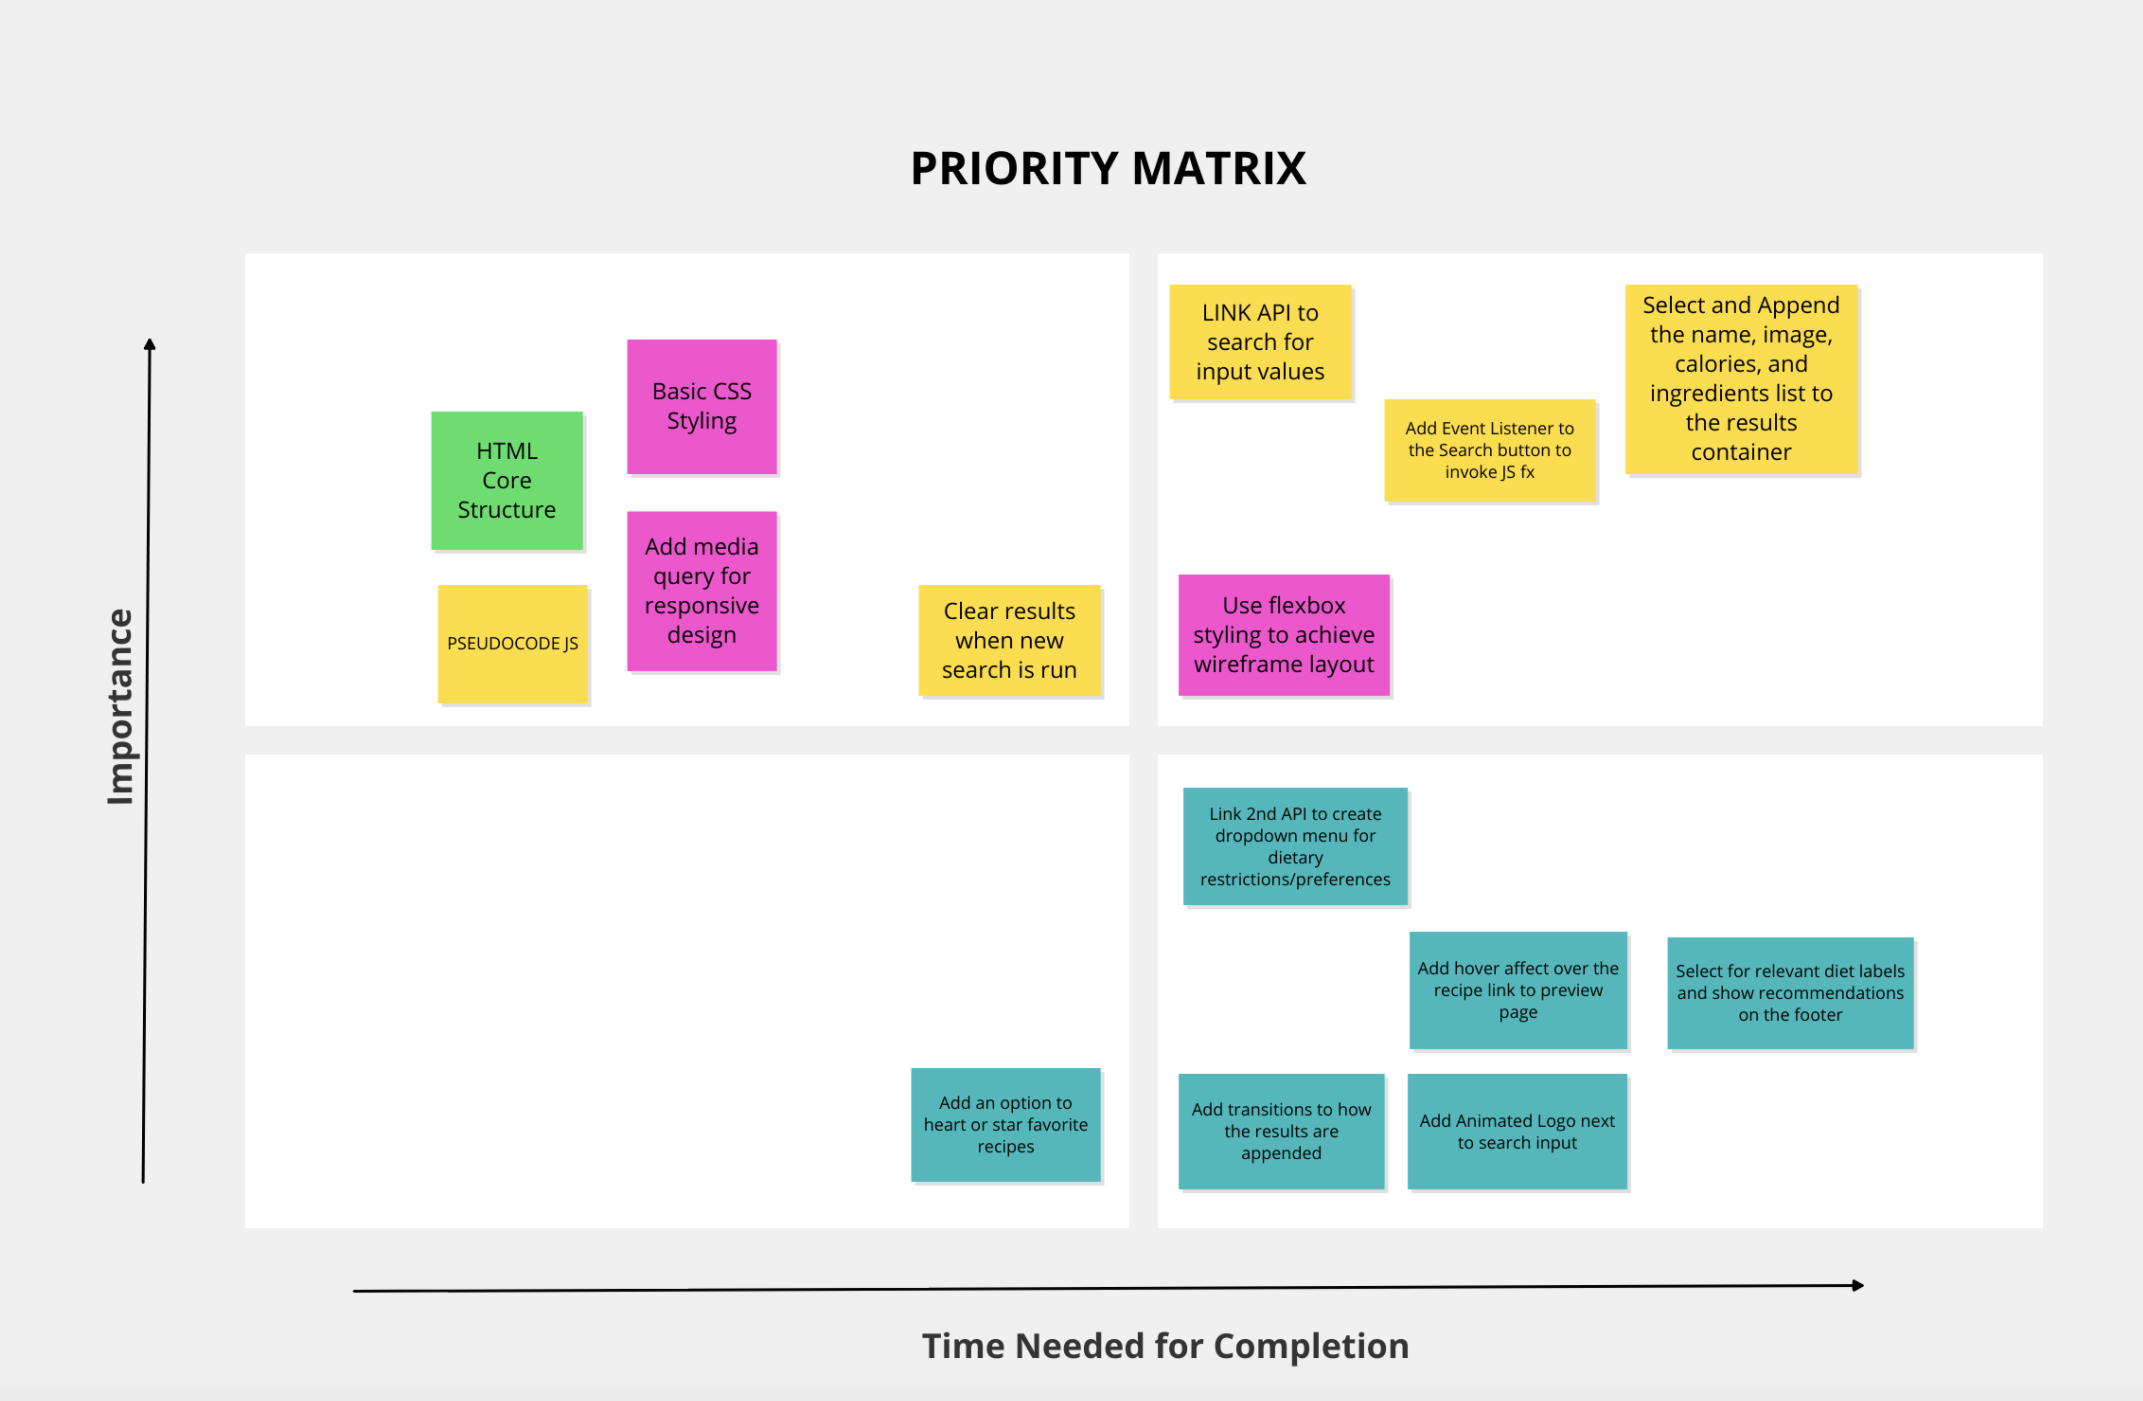 PRIORITY MATRIX
Importance
Basic CSS
Styling
HTML
Core
Structure
Add media
query for
responsive
design
PSEUDOCODE JS
Clear results
when new
search is run
LINK API to
search for
input values
Add Event Listener to
the Search button to
invoke JS fx
Select and Append
the name, image,
calories, and
ingredients list to
the results
container
Use flexbox
styling to achieve
wireframe layout
Add an option to
heart or star favorite
recipes
Link 2nd API to create
dropdown menu for
dietary
restrictions/preferences
Add hover affect over the
recipe link to preview
page
Select for relevant diet labels
and show recommendations
on the footer
Add transitions to how
the results are
appended
Add Animated Logo next
to search input
Time Needed for Completion